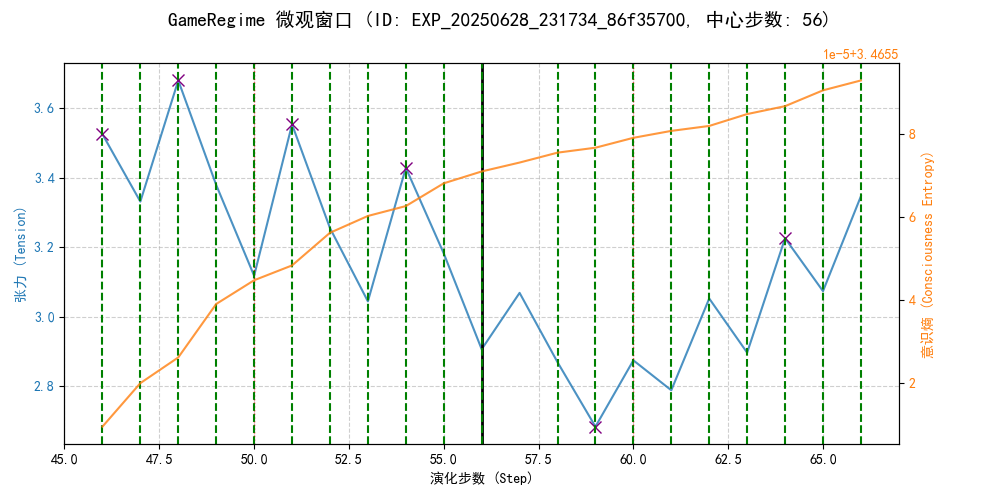 GameRegime 微观窗口 (ID: EXP_20250628_231734_86f35700, 中心步数: 56)
1e-5+3.4655
3.6
3.4
3.2
3.0
2.8
8
6
4
2
张力 (Tension)
意识熵 (Consciousness Entropy)
45.0 47.5 50.0 52.5 55.0 57.5 60.0 62.5 65.0
演化步数 (Step)